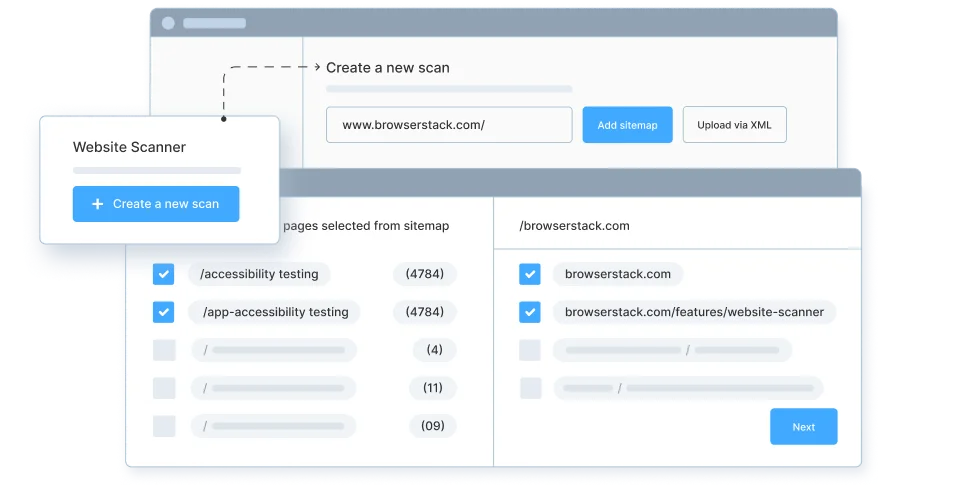 Create a new scan
www.browserstack.com/
Add sitemap
Upload via XML
Website Scanner
+ Create a new scan
pages selected from sitemap
/accessibility testing
(4784)
/app-accessibility testing
(4784)
/
(4)
/
(11)
/
(09)
/browserstack.com
browserstack.com
browserstack.com/features/website-scanner
/
/
Next